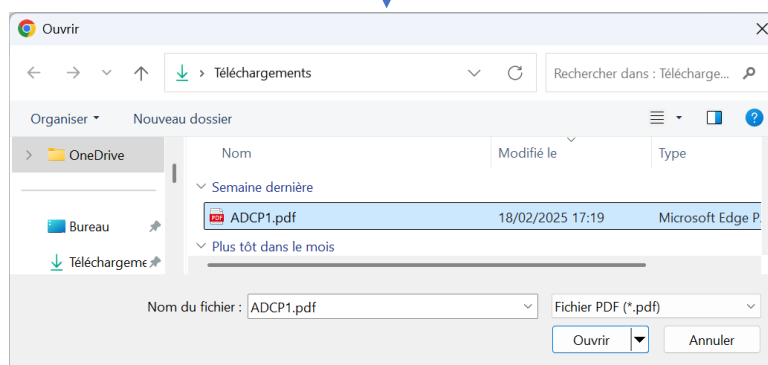 Ouvrir
Téléchargements
Rechercher dans : Télécharge...
Organiser
Nouveau dossier
OneDrive
Nom
Modifié le
Type
Semaine dernière
PDF
ADCP1.pdf
18/02/2025 17:19
Microsoft Edge P
Bureau
Plus tôt dans le mois
Téléchargeme
Nom du fichier :
ADCP1.pdf
Fichier PDF (*.pdf)
Ouvrir
Annuler